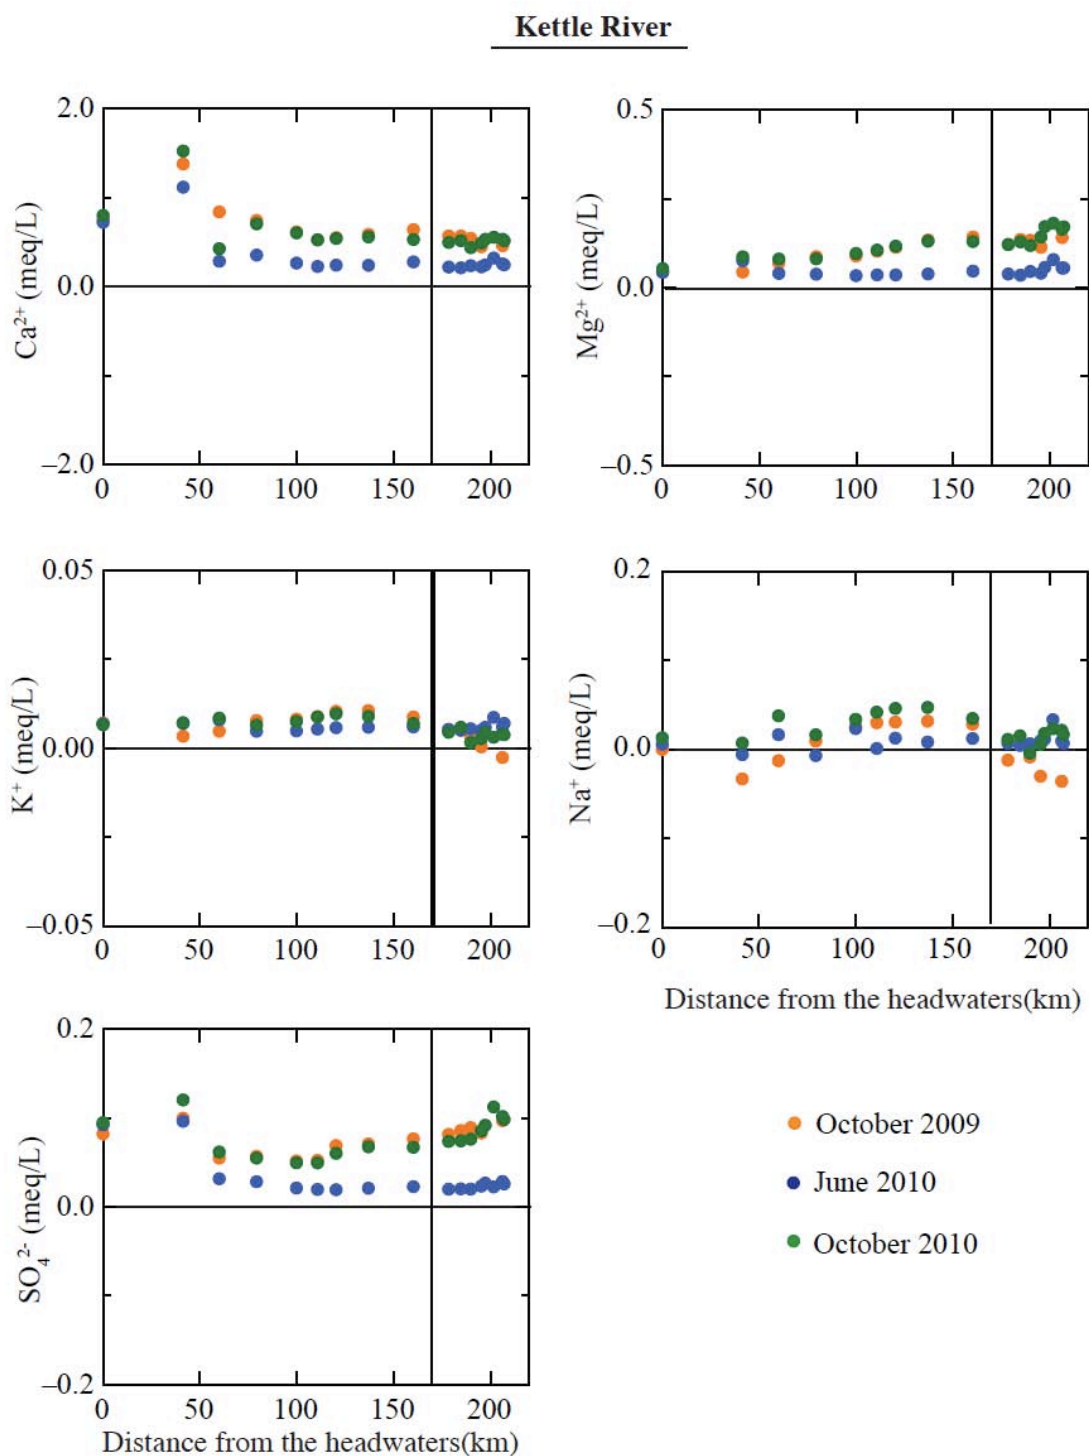 Kettle River
2.0
0.0
–2.0
Ca²⁺ (meq/L)
0 50 100 150 200
0.5
0.0
–0.5
Mg²⁺ (meq/L)
0 50 100 150 200
0.05
0.00
–0.05
K⁺ (meq/L)
0 50 100 150 200
0.2
0.0
–0.2
Na⁺ (meq/L)
0 50 100 150 200
Distance from the headwaters(km)
0.2
0.0
–0.2
SO₄²⁻ (meq/L)
0 50 100 150 200
Distance from the headwaters(km)
October 2009
June 2010
October 2010